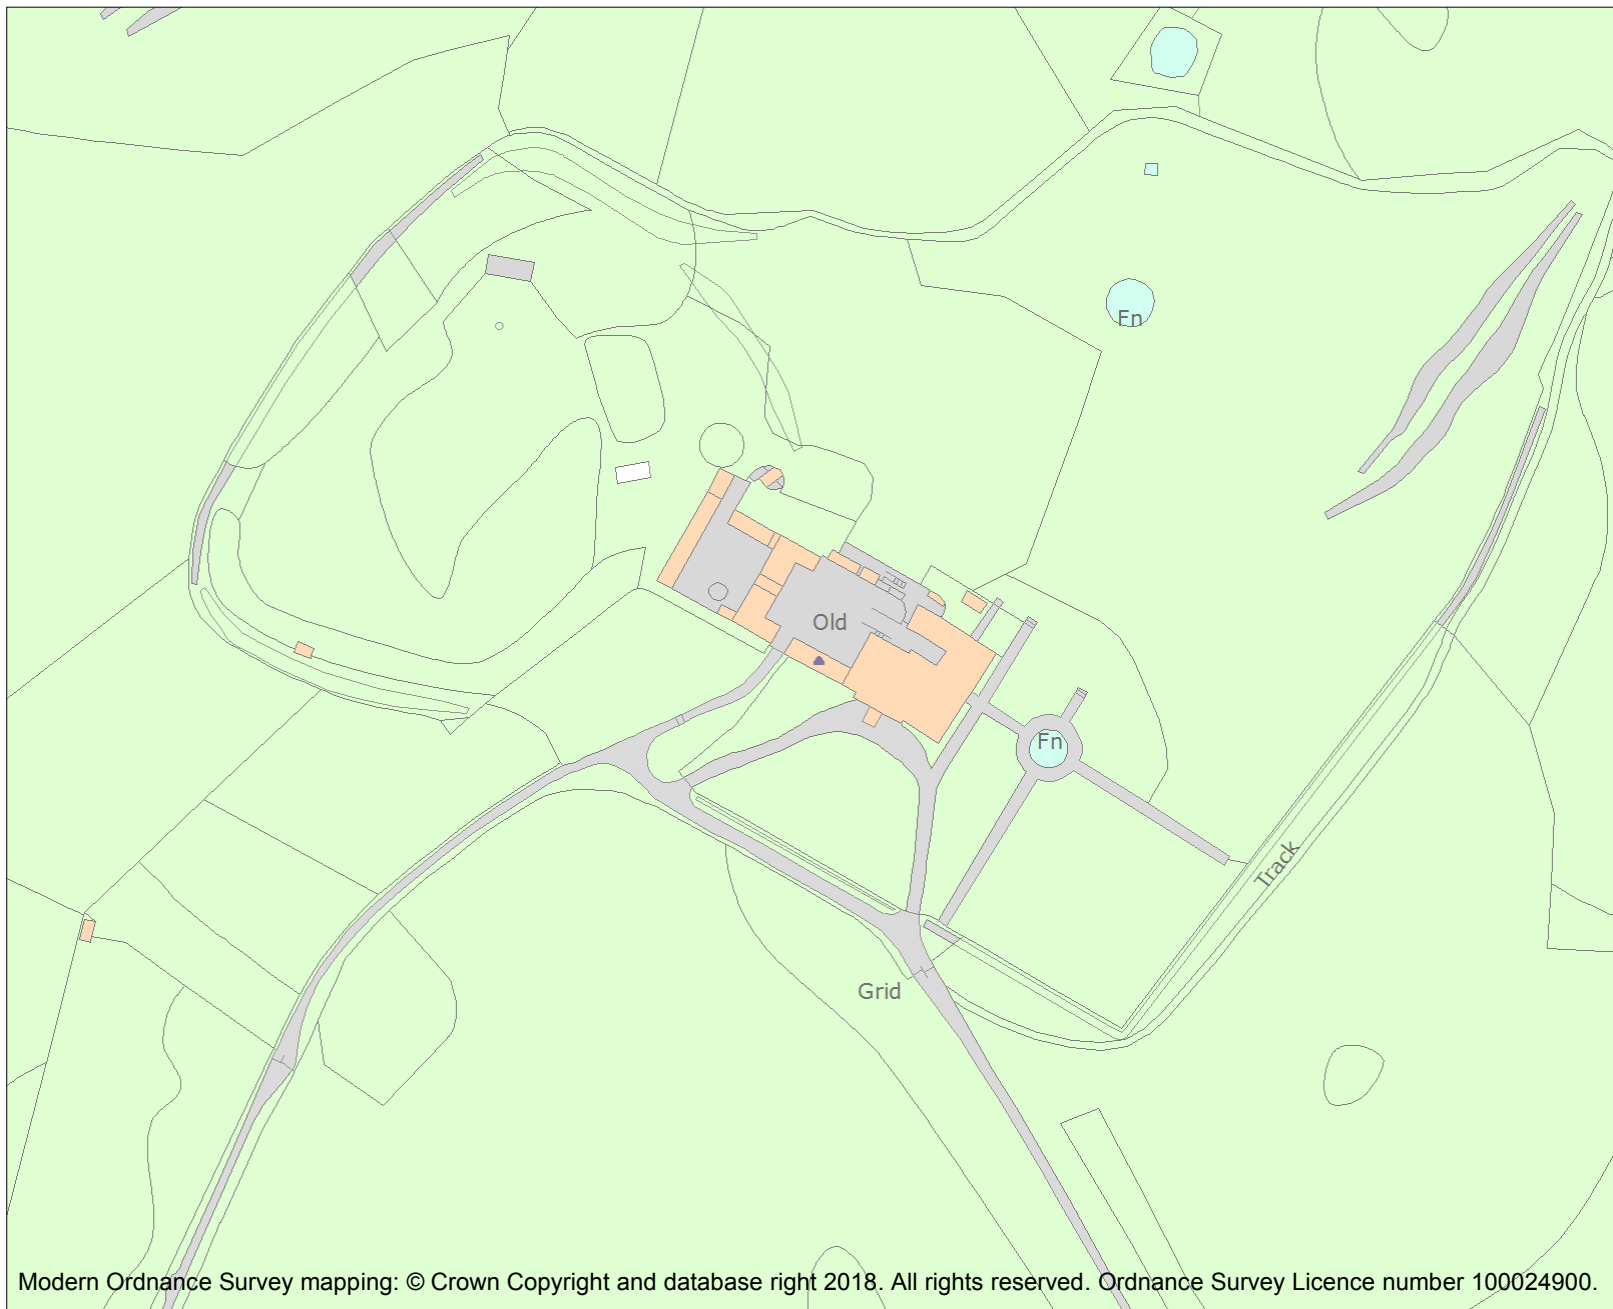 Fn
Old
Fn
Track
Grid
Modern Ordnance Survey mapping: © Crown Copyright and database right 2018. All rights reserved. Ordnance Survey Licence number 100024900.